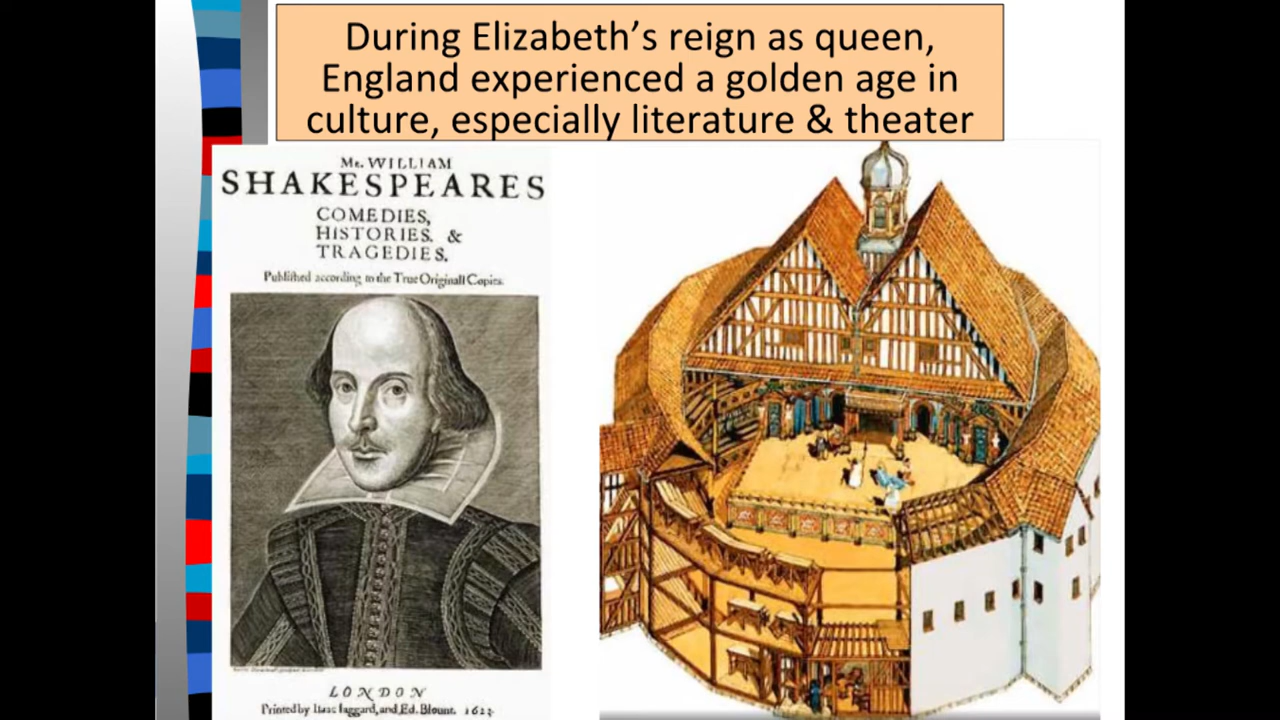 During Elizabeth’s reign as queen,
England experienced a golden age in
culture, especially literature & theater
Mr. WILLIAM
SHAKESPEARES
COMEDIES,
HISTORIES, &
TRAGEDIES.
Publiſhed according to the True Originall Copies.
LONDON
Printed by Iſaac Iaggard, and Ed. Blount. 1623